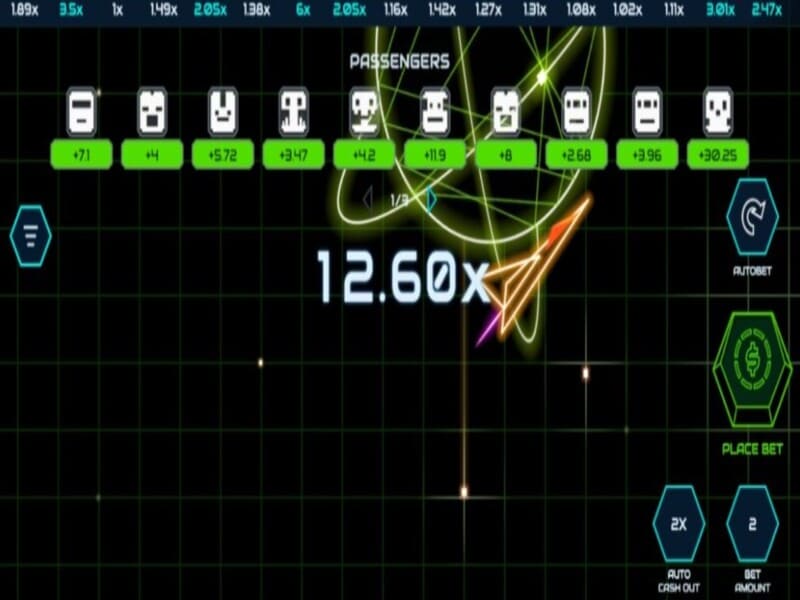 1.89x 3.5x 1x 1.49x 2.05x 1.38x 6x 2.05x 1.16x 1.42x 1.27x 1.31x 1.08x 1.02x 1.11x 3.01x 2.47x
PASSENGERS
+7.1 +4 +5.72 +3.47 +4.2 +11.9 +8 +2.68 +3.96 +30.25
1/3
12.60x
AUTOBET
PLACE BET
2X 2
AUTO CASH OUT
BET AMOUNT